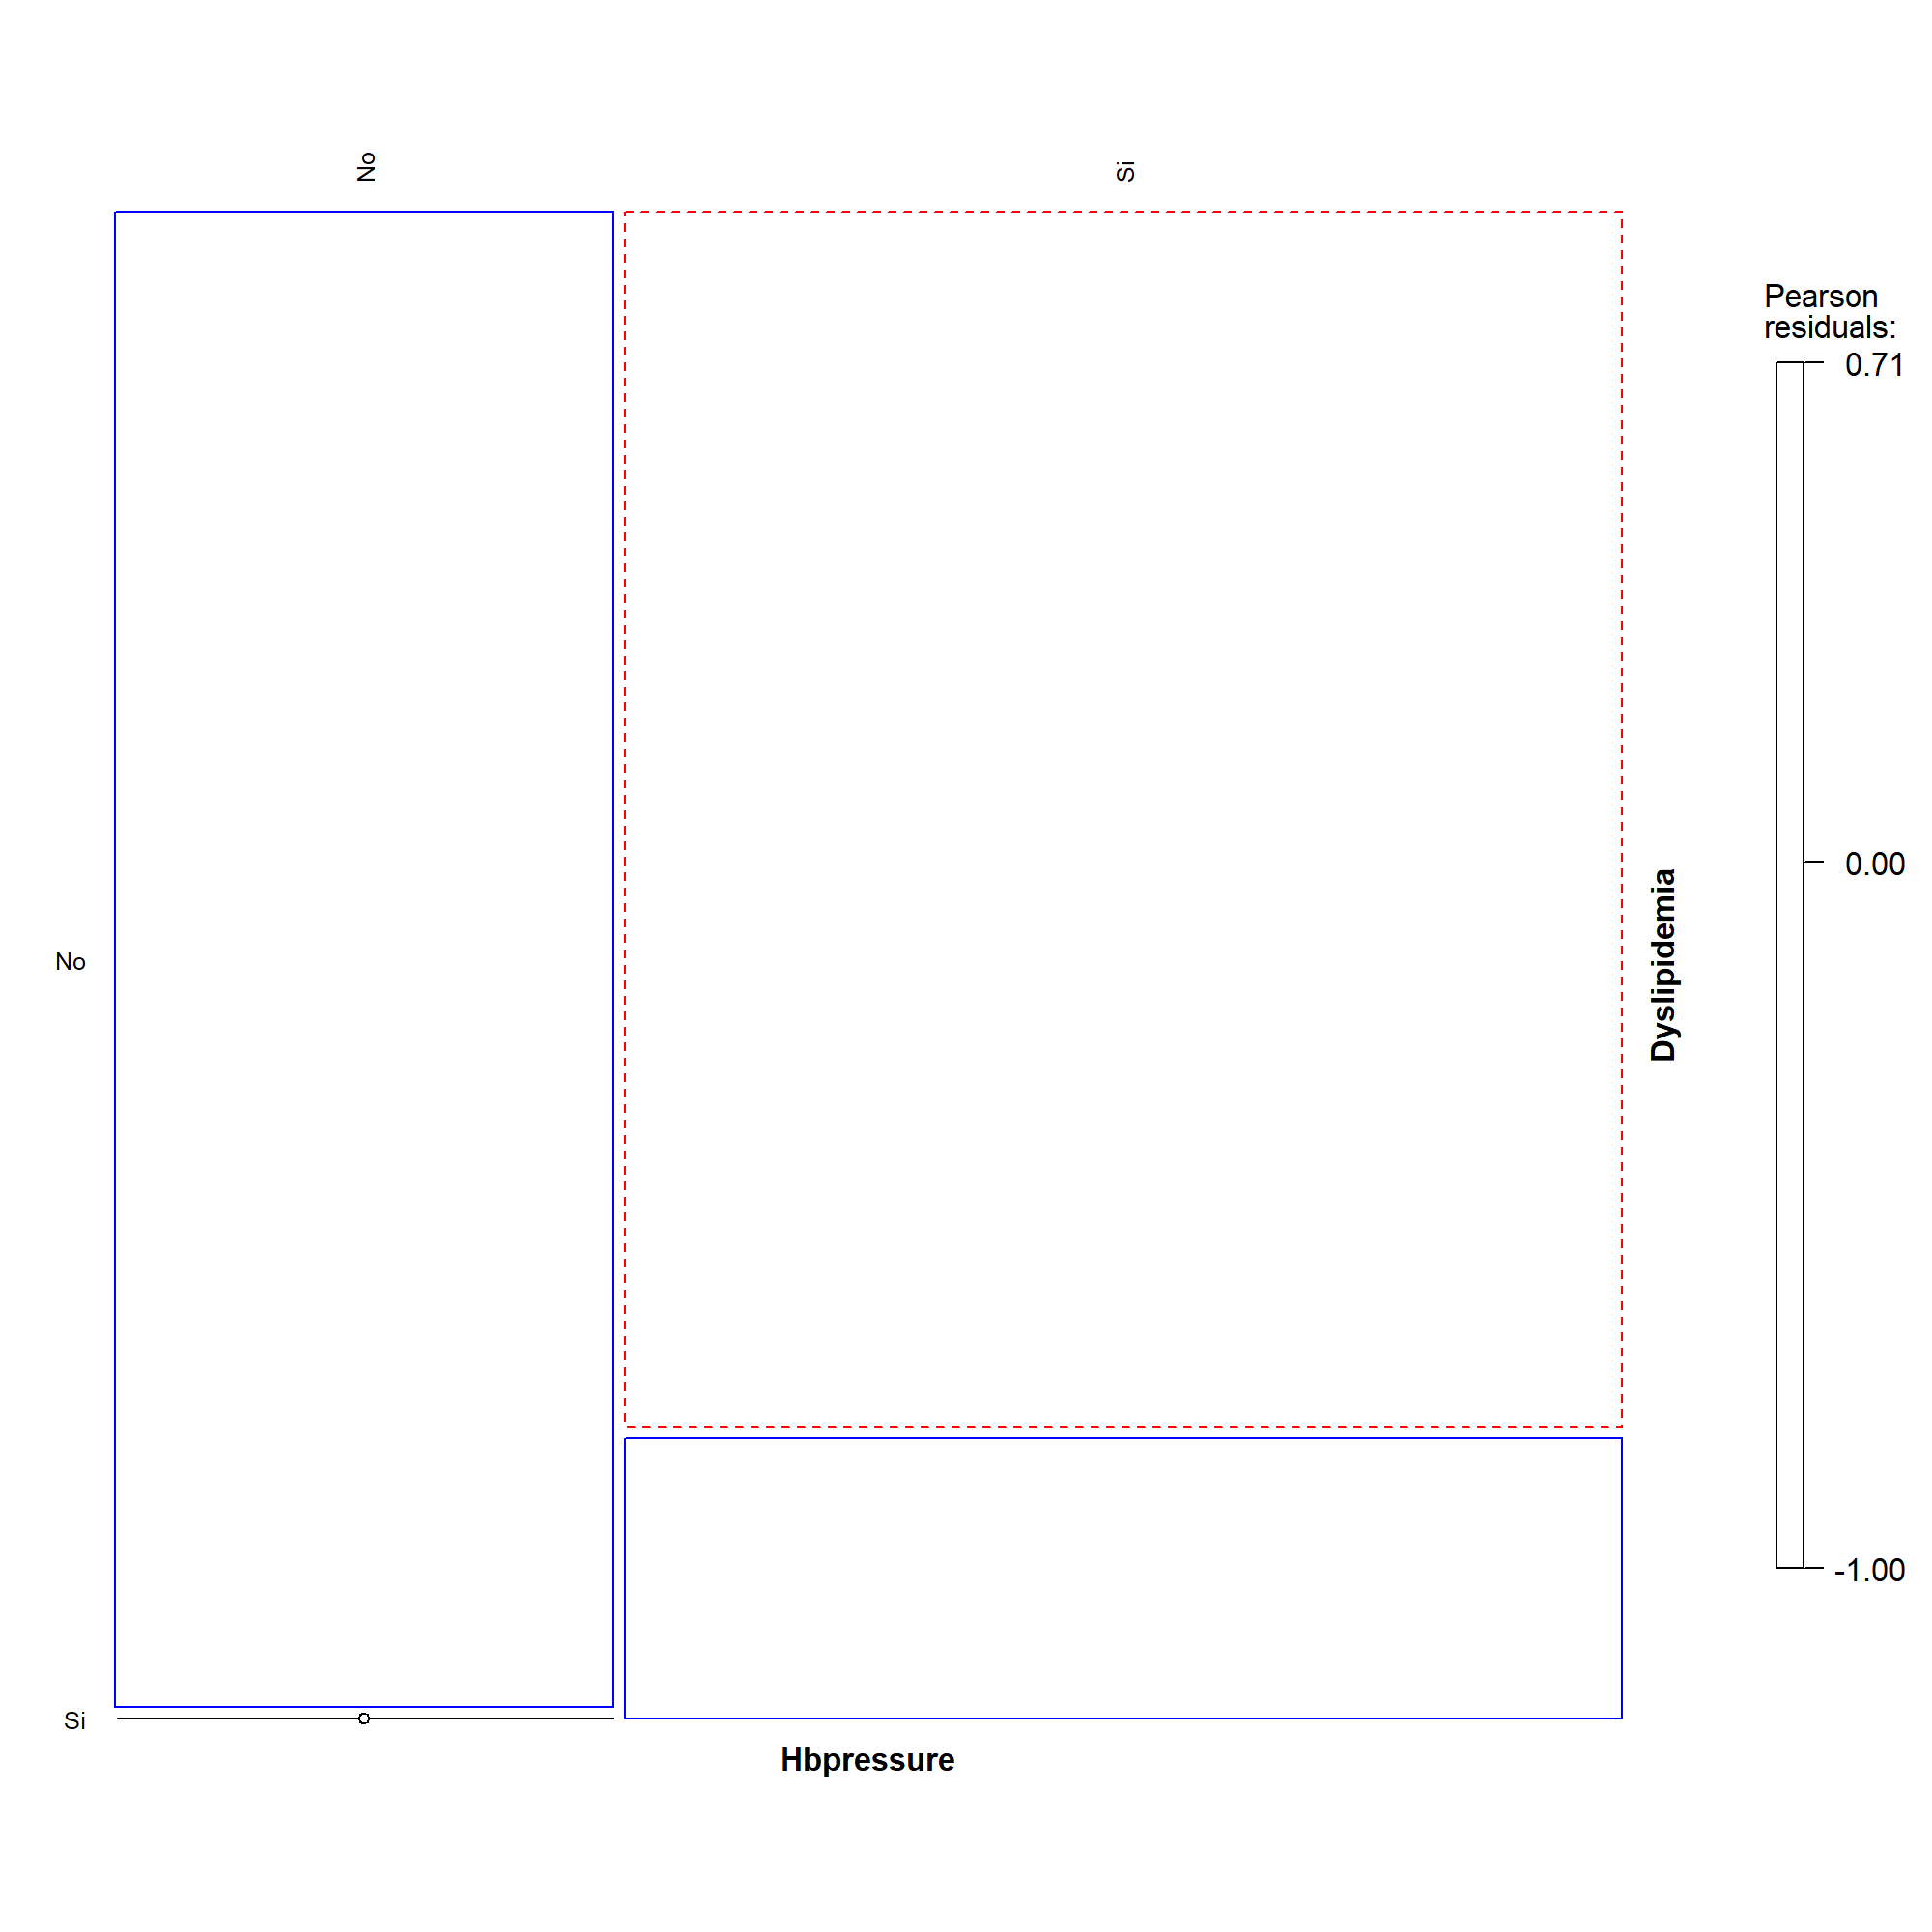 No
Si
Pearson
residuals:
0.71
0.00
-1.00
Dyslipidemia
No
Si
Hbpressure